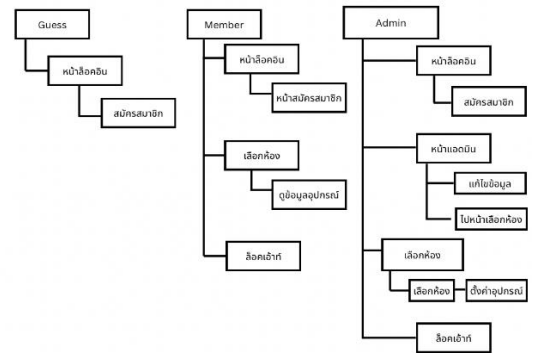 Guess
หน้าล็อคอิน
สมัครสมาชิก
Member
หน้าล็อคอิน
หน้าสมัครสมาชิก
เลือกห้อง
ดูข้อมูลอุปกรณ์
ล็อคเอ้าท์
Admin
หน้าล็อคอิน
สมัครสมาชิก
หน้าแอดมิน
แก้ไขข้อมูล
ไปหน้าเลือกห้อง
เลือกห้อง
เลือกห้อง ตั้งค่าอุปกรณ์
ล็อคเอ้าท์